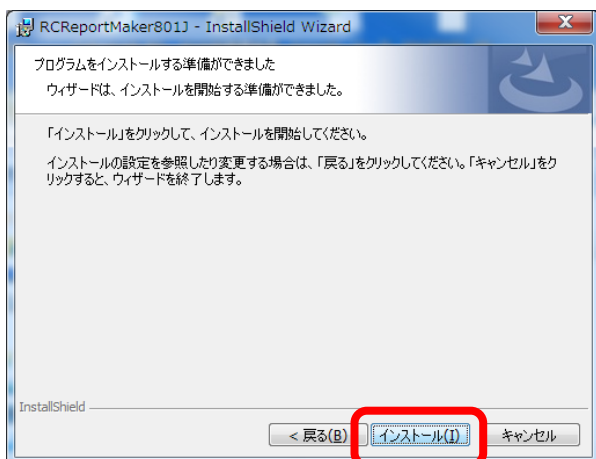 RCReportMaker801J - InstallShield Wizard
プログラムをインストールする準備ができました
ウィザードは、インストールを開始する準備ができました。
「インストール」をクリックして、インストールを開始してください。
インストールの設定を参照したり変更する場合は、「戻る」をクリックしてください。「キャンセル」をク
リックすると、ウィザードを終了します。
InstallShield
< 戻る(B) インストール(I) キャンセル